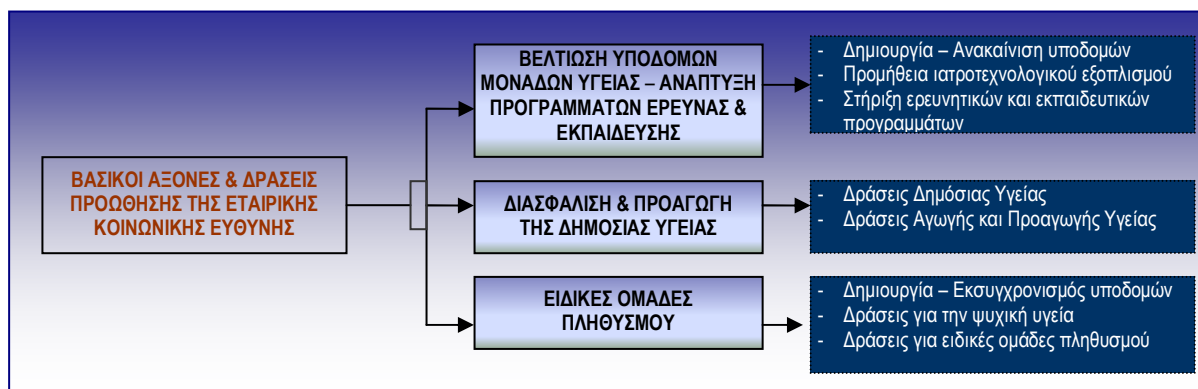 ΒΑΣΙΚΟΙ ΑΞΟΝΕΣ & ΔΡΑΣΕΙΣ
ΠΡΟΩΘΗΣΗΣ ΤΗΣ ΕΤΑΙΡΙΚΗΣ
ΚΟΙΝΩΝΙΚΗΣ ΕΥΘΥΝΗΣ
ΒΕΛΤΙΩΣΗ ΥΠΟΔΟΜΩΝ
ΜΟΝΑΔΩΝ ΥΓΕΙΑΣ – ΑΝΑΠΤΥΞΗ
ΠΡΟΓΡΑΜΜΑΤΩΝ ΕΡΕΥΝΑΣ &
ΕΚΠΑΙΔΕΥΣΗΣ
- Δημιουργία – Ανακαίνιση υποδομών
- Προμήθεια ιατροτεχνολογικού εξοπλισμού
- Στήριξη ερευνητικών και εκπαιδευτικών
προγραμμάτων
ΔΙΑΣΦΑΛΙΣΗ & ΠΡΟΑΓΩΓΗ
ΤΗΣ ΔΗΜΟΣΙΑΣ ΥΓΕΙΑΣ
- Δράσεις Δημόσιας Υγείας
- Δράσεις Αγωγής και Προαγωγής Υγείας
ΕΙΔΙΚΕΣ ΟΜΑΔΕΣ
ΠΛΗΘΥΣΜΟΥ
- Δημιουργία – Εκσυγχρονισμός υποδομών
- Δράσεις για την ψυχική υγεία
- Δράσεις για ειδικές ομάδες πληθυσμού